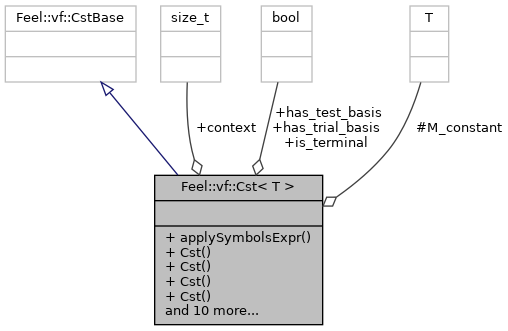 Feel::vf::CstBase
size_t
bool
T
+context
+has_test_basis
+has_trial_basis
+is_terminal
#M_constant
Feel::vf::Cst< T >
+ applySymbolsExpr()
+ Cst()
+ Cst()
+ Cst()
+ Cst()
and 10 more...